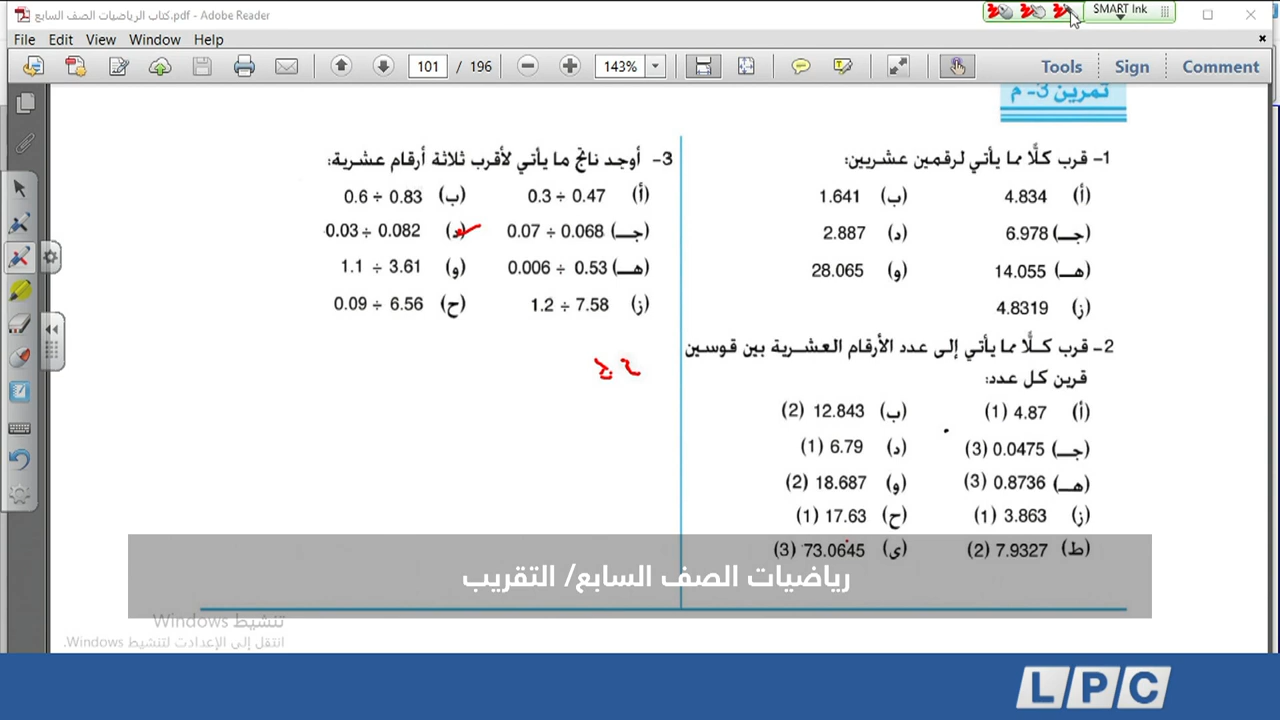 كتاب الرياضيات الصف السابع.pdf - Adobe Reader
SMART Ink
File Edit View Window Help
101 / 196
143%
Tools Sign Comment
تمرين 3- م
1- قرب كلًّا مما يأتي لرقمين عشريين:
(أ) 4.834 (ب) 1.641
(جـ) 6.978 (د) 2.887
(هـ) 14.055 (و) 28.065
(ز) 4.8319
2- قرب كلًّا مما يأتي إلى عدد الأرقام العشرية بين قوسين
قرين كل عدد:
(أ) 4.87 (1) (ب) 12.843 (2)
(جـ) 0.0475 (3) (د) 6.79 (1)
(هـ) 0.8736 (3) (و) 18.687 (2)
(ز) 3.863 (1) (ح) 17.63 (1)
(ط) 7.9327 (2) (ي) 73.0645 (3)
3- أوجد ناتج ما يأتي لأقرب ثلاثة أرقام عشرية:
(أ) 0.3 ÷ 0.47 (ب) 0.6 ÷ 0.83
(جـ) 0.07 ÷ 0.068 (د) 0.03 ÷ 0.082
(هـ) 0.006 ÷ 0.53 (و) 1.1 ÷ 3.61
(ز) 1.2 ÷ 7.58 (ح) 0.09 ÷ 6.56
رياضيات الصف السابع/ التقريب
تنشيط Windows
انتقل إلى الإعدادات لتنشيط Windows.
LPC